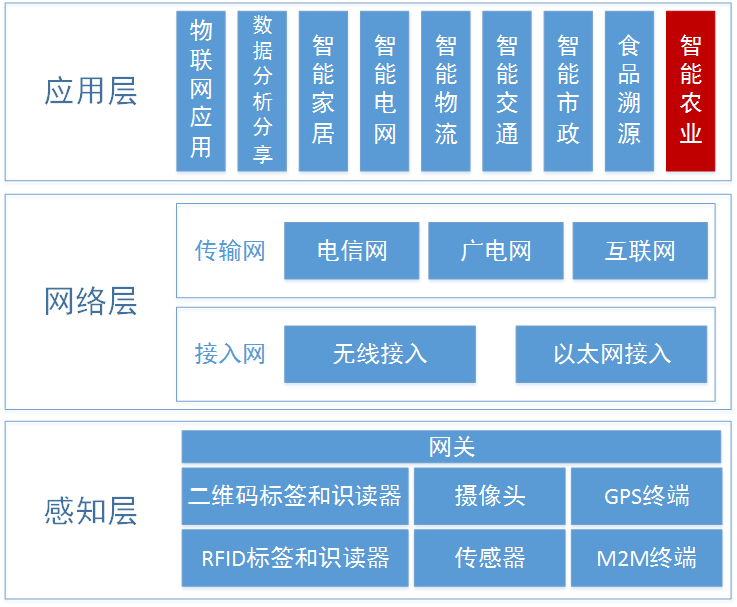 应用层
物联网应用
数据分析分享
智能家居
智能电网
智能物流
智能交通
智能市政
食品溯源
智能农业
网络层
传输网
电信网
广电网
互联网
接入网
无线接入
以太网接入
感知层
网关
二维码标签和识读器
摄像头
GPS终端
RFID标签和识读器
传感器
M2M终端